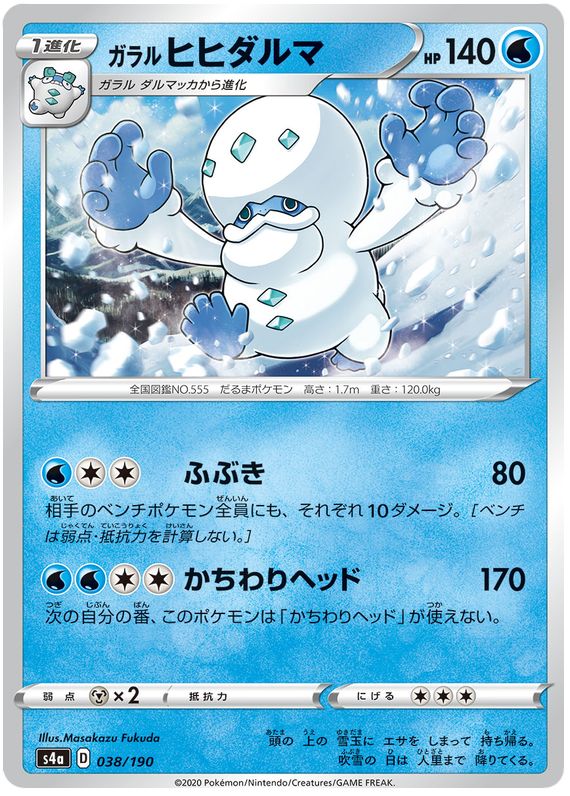 1進化
ガラル ヒヒダルマ HP 140
ガラル ダルマッカから進化
全国図鑑NO.555 だるまポケモン 高さ：1.7m 重さ：120.0kg
ふぶき 80
相手のベンチポケモン全員にも、それぞれ10ダメージ。［ベンチ
は弱点・抵抗力を計算しない。］
かちわりヘッド 170
次の自分の番、このポケモンは「かちわりヘッド」が使えない。
弱点 ×2 抵抗力 にげる
Illus.Masakazu Fukuda
s4a D 038/190
頭の 上の 雪玉に エサを しまって 持ち帰る。
吹雪の 日は 人里まで 降りてくる。
©2020 Pokémon/Nintendo/Creatures/GAME FREAK.